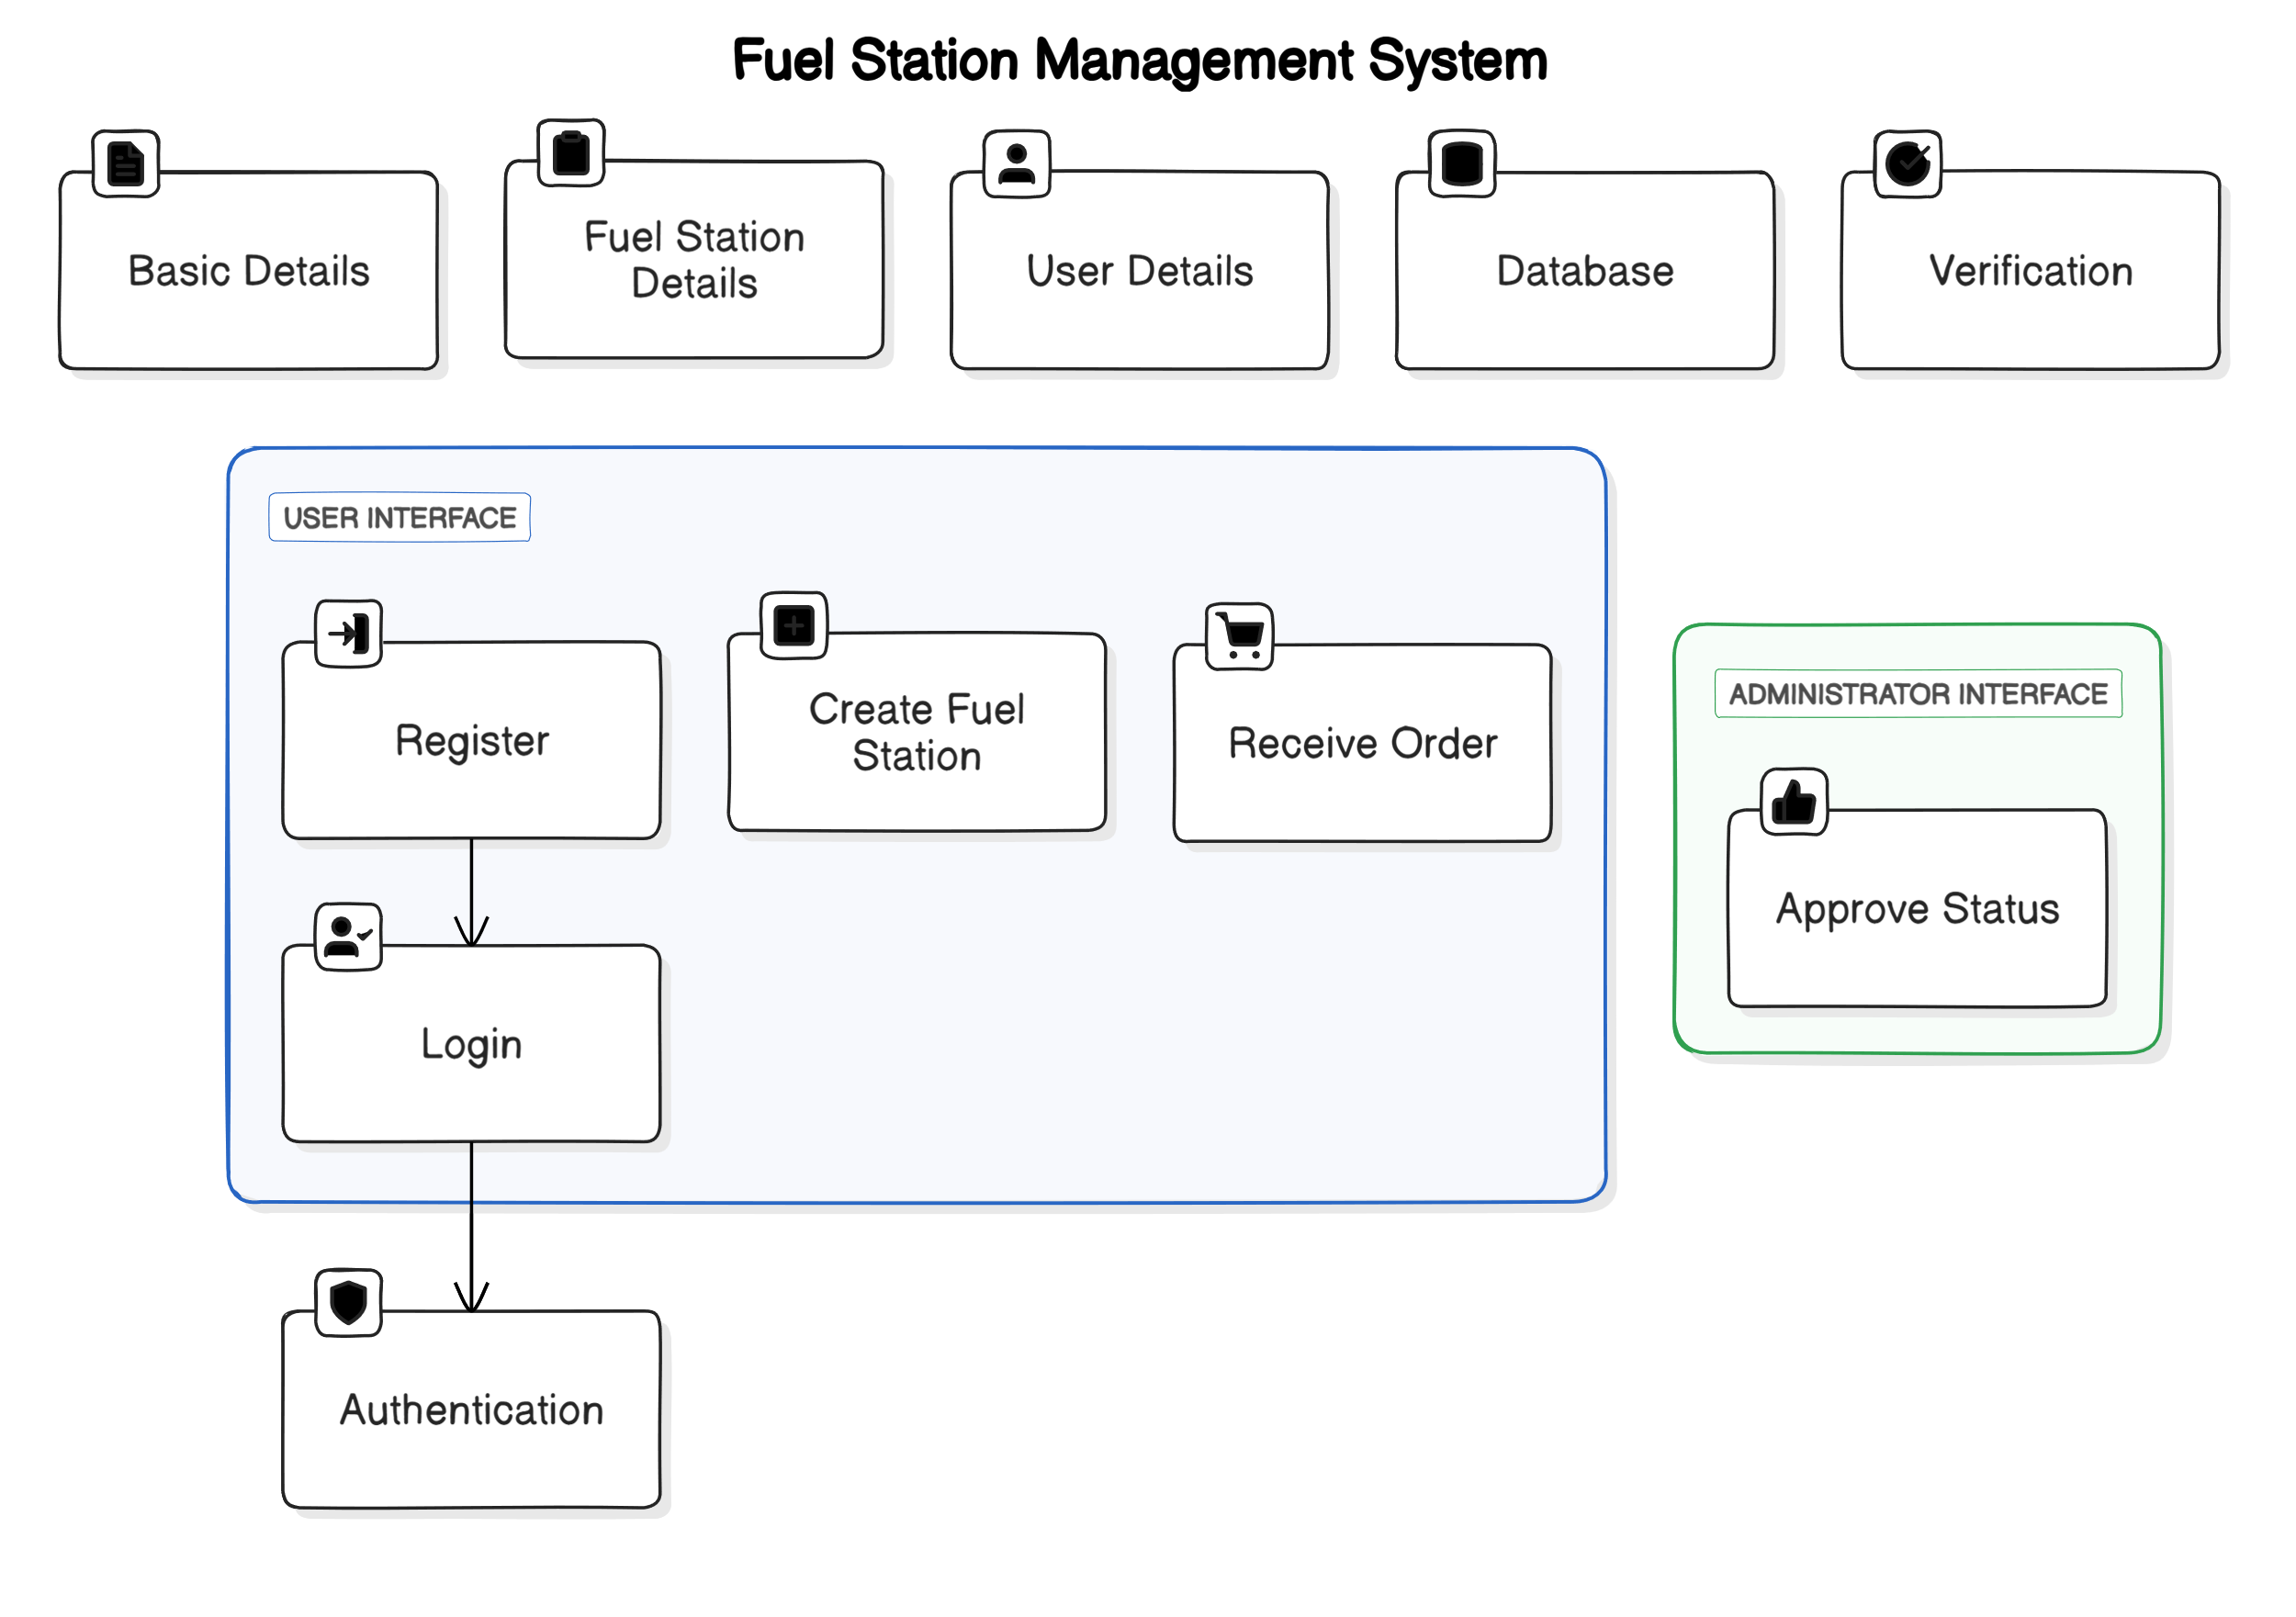 Fuel Station Management System
Basic Details
Fuel Station
Details
User Details
Database
Verification
USER INTERFACE
Register
Create Fuel
Station
Receive Order
ADMINISTRATOR INTERFACE
Approve Status
Login
Authentication